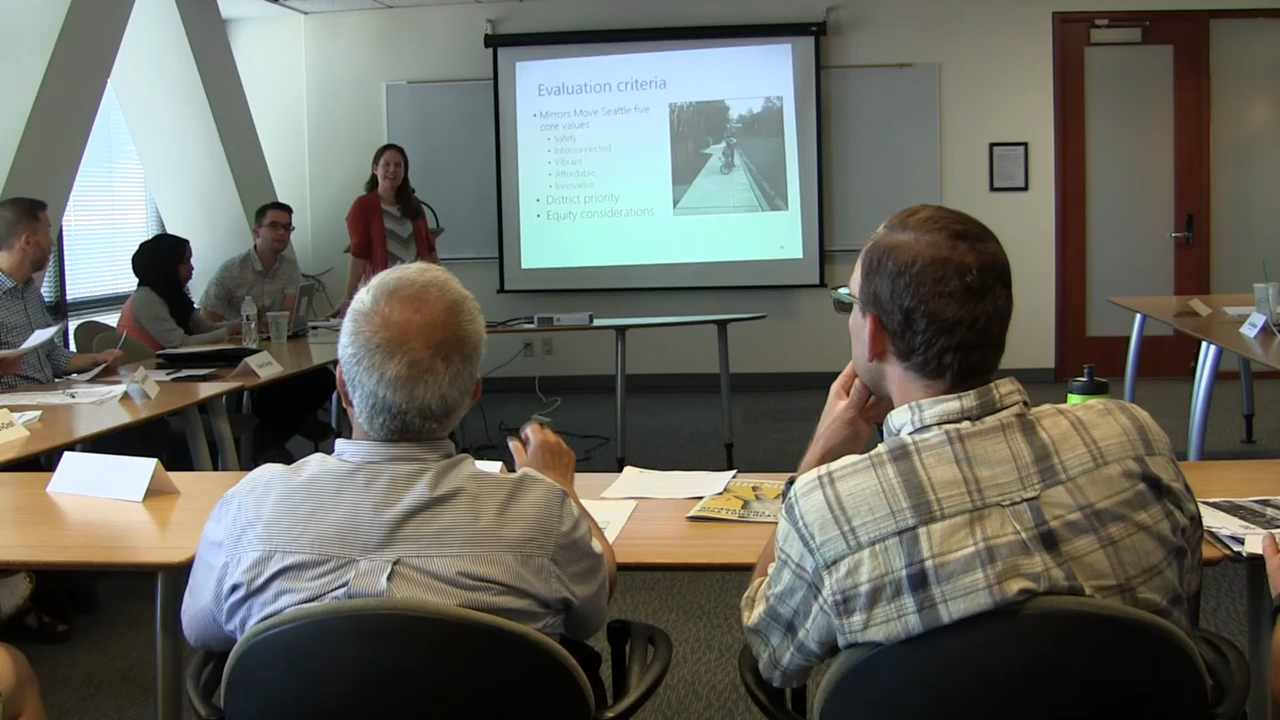 Evaluation criteria
• Mirrors Move Seattle five
core values
• Safety
• Interconnected
• Vibrant
• Affordable
• Innovative
• District priority
• Equity considerations